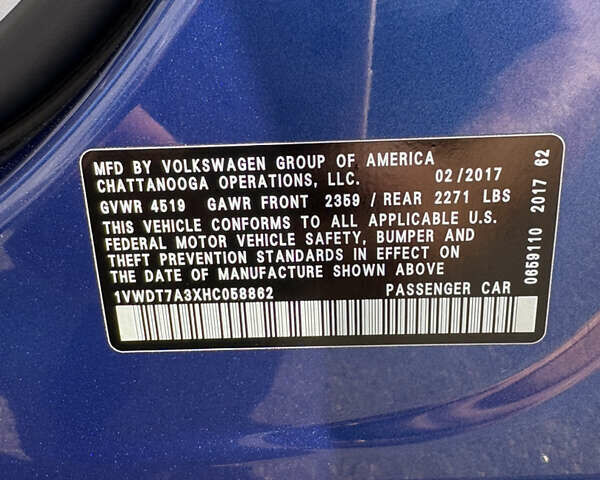 MFD BY VOLKSWAGEN GROUP OF AMERICA
CHATTANOOGA OPERATIONS, LLC. 02/2017
GVWR 4519 GAWR FRONT 2359 / REAR 2271 LBS
THIS VEHICLE CONFORMS TO ALL APPLICABLE U.S.
FEDERAL MOTOR VEHICLE SAFETY, BUMPER AND
THEFT PREVENTION STANDARDS IN EFFECT ON
THE DATE OF MANUFACTURE SHOWN ABOVE
1VWDT7A3XHC058862 PASSENGER CAR
0659110 2017 62